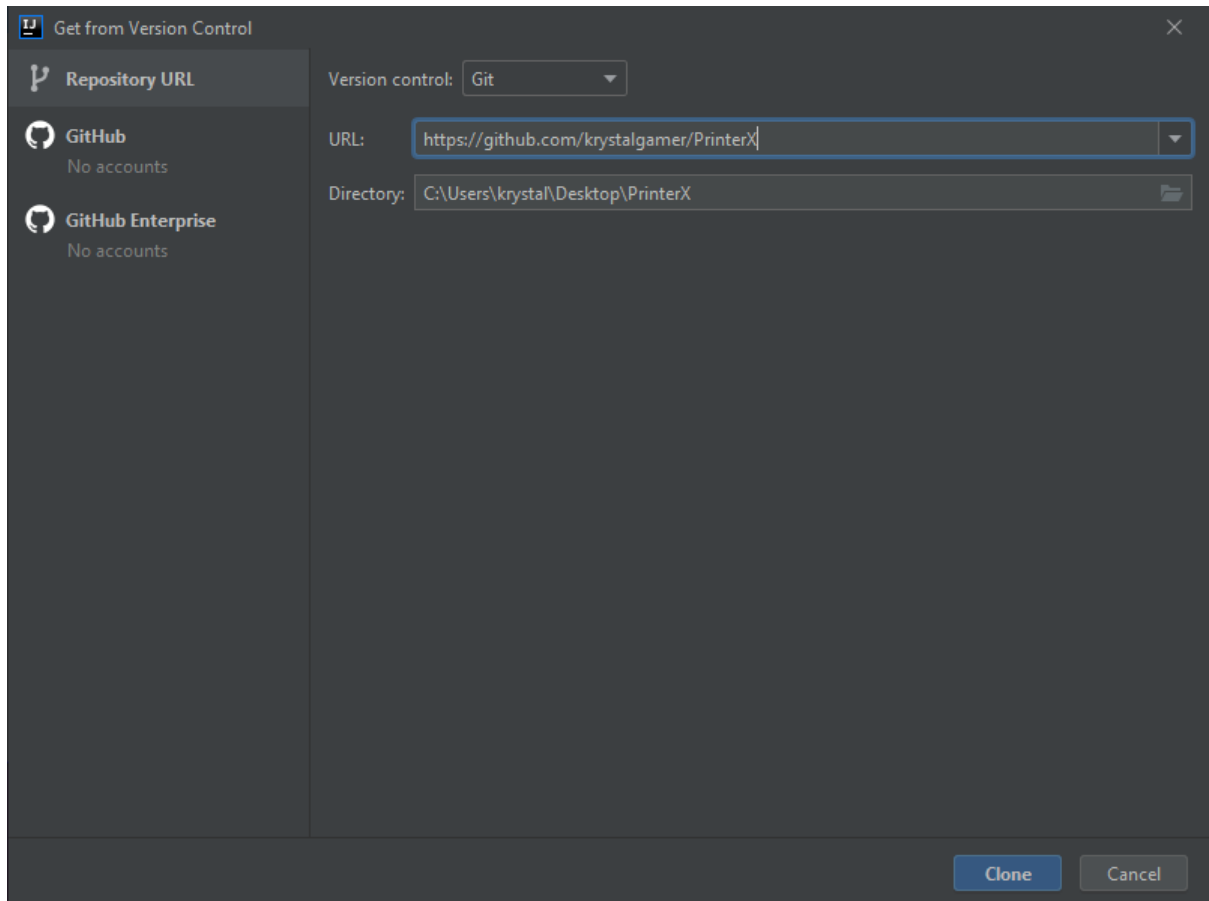 IJ Get from Version Control
Repository URL
GitHub
No accounts
GitHub Enterprise
No accounts
Version control: Git
URL: https://github.com/krystalgamer/PrinterX
Directory: C:\Users\krystal\Desktop\PrinterX
Clone Cancel